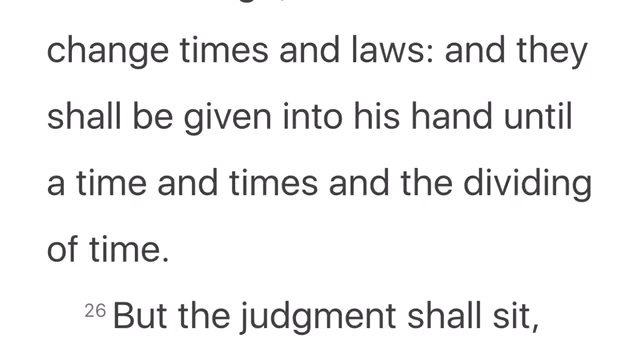 change times and laws: and they
shall be given into his hand until
a time and times and the dividing
of time.
26 But the judgment shall sit,